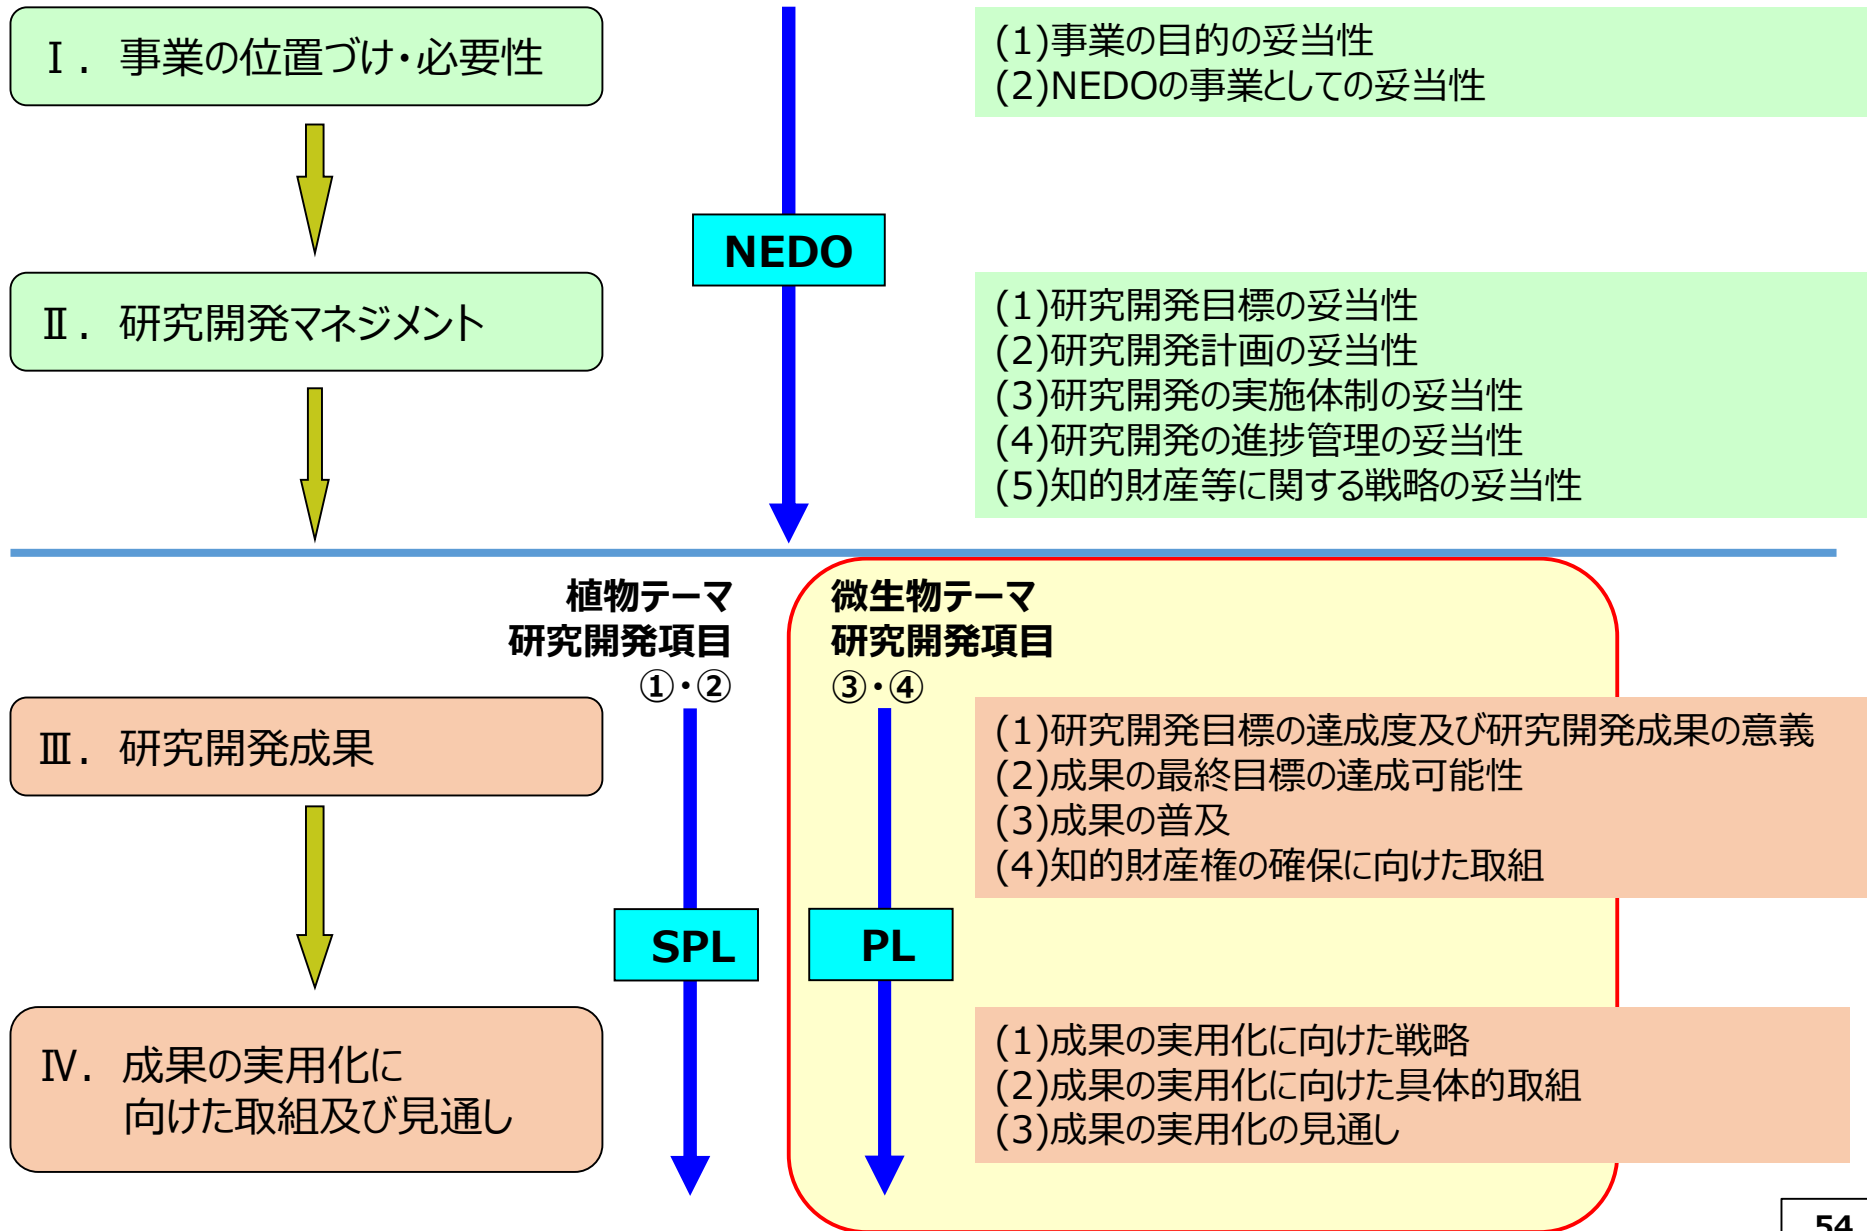 Ⅰ．事業の位置づけ・必要性
(1)事業の目的の妥当性
(2)NEDOの事業としての妥当性
NEDO
Ⅱ．研究開発マネジメント
(1)研究開発目標の妥当性
(2)研究開発計画の妥当性
(3)研究開発の実施体制の妥当性
(4)研究開発の進捗管理の妥当性
(5)知的財産等に関する戦略の妥当性
植物テーマ
研究開発項目
①・②
微生物テーマ
研究開発項目
③・④
Ⅲ．研究開発成果
(1)研究開発目標の達成度及び研究開発成果の意義
(2)成果の最終目標の達成可能性
(3)成果の普及
(4)知的財産権の確保に向けた取組
SPL
PL
Ⅳ．成果の実用化に
向けた取組及び見通し
(1)成果の実用化に向けた戦略
(2)成果の実用化に向けた具体的取組
(3)成果の実用化の見通し
54